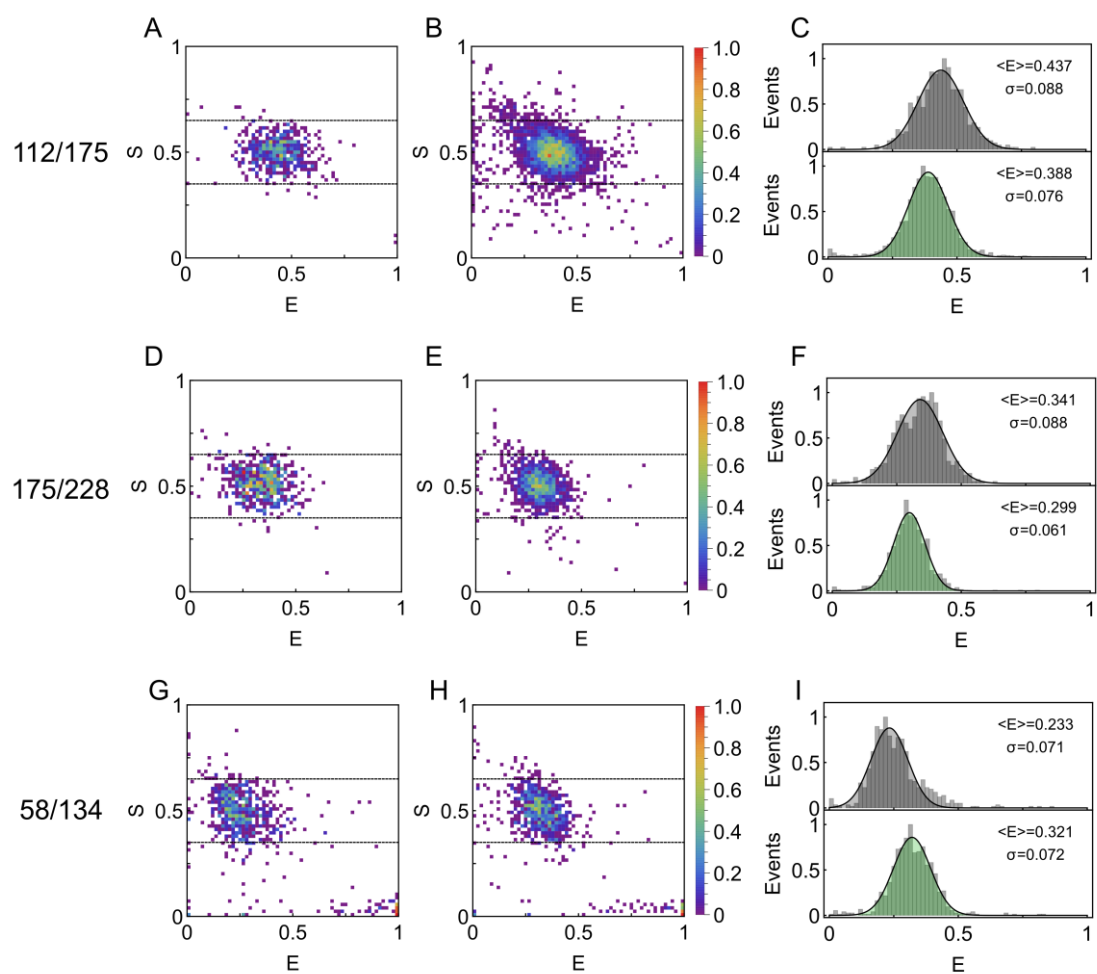 A B C
1 1 1.0
0.8
0.6
0.4
0.2
0
112/175
S 0.5 0
0 0.5 1
E
S 0.5 0
0 0.5 1
E
Events 1 0.5 0
<E>=0.437
σ=0.088
Events 1 0.5 0
<E>=0.388
σ=0.076
0 0.5 1
E
D E F
1 1 1.0
0.8
0.6
0.4
0.2
0
175/228
S 0.5 0
0 0.5 1
E
S 0.5 0
0 0.5 1
E
Events 1 0.5 0
<E>=0.341
σ=0.088
Events 1 0.5 0
<E>=0.299
σ=0.061
0 0.5 1
E
G H I
1 1 1.0
0.8
0.6
0.4
0.2
0
58/134
S 0.5 0
0 0.5 1
E
S 0.5 0
0 0.5 1
E
Events 1 0.5 0
<E>=0.233
σ=0.071
Events 1 0.5 0
<E>=0.321
σ=0.072
0 0.5 1
E